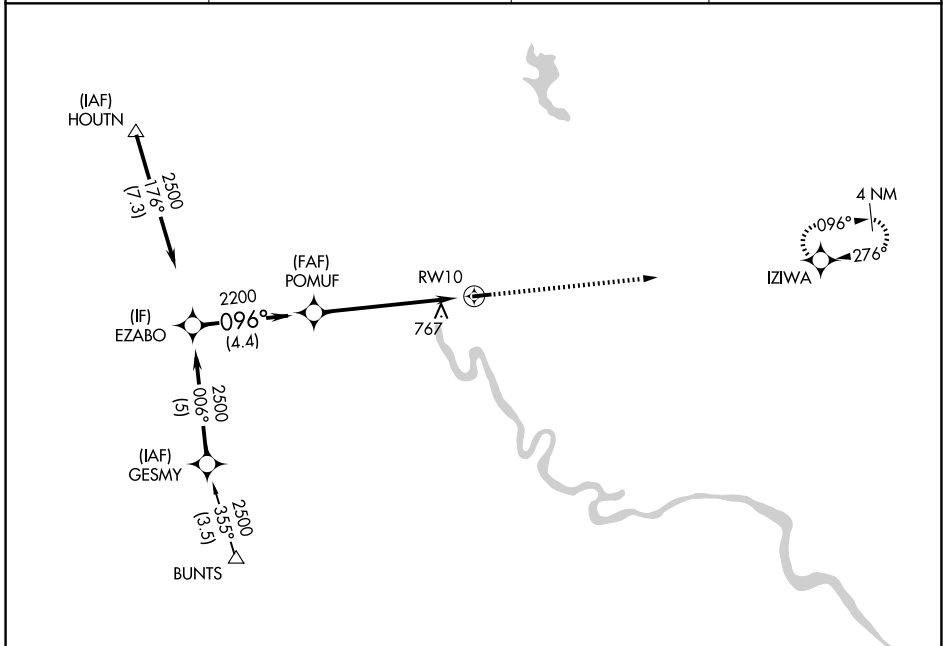 (IAF)
HOUTN
2500
176°
(7.3)
4 NM
096°
276°
IZIWA
(FAF)
POMUF
RW10
(IF)
EZABO
2200
096°
(4.4)
767
2500
006°
(5)
(IAF)
GESMY
2500
355°
(3.5)
BUNTS